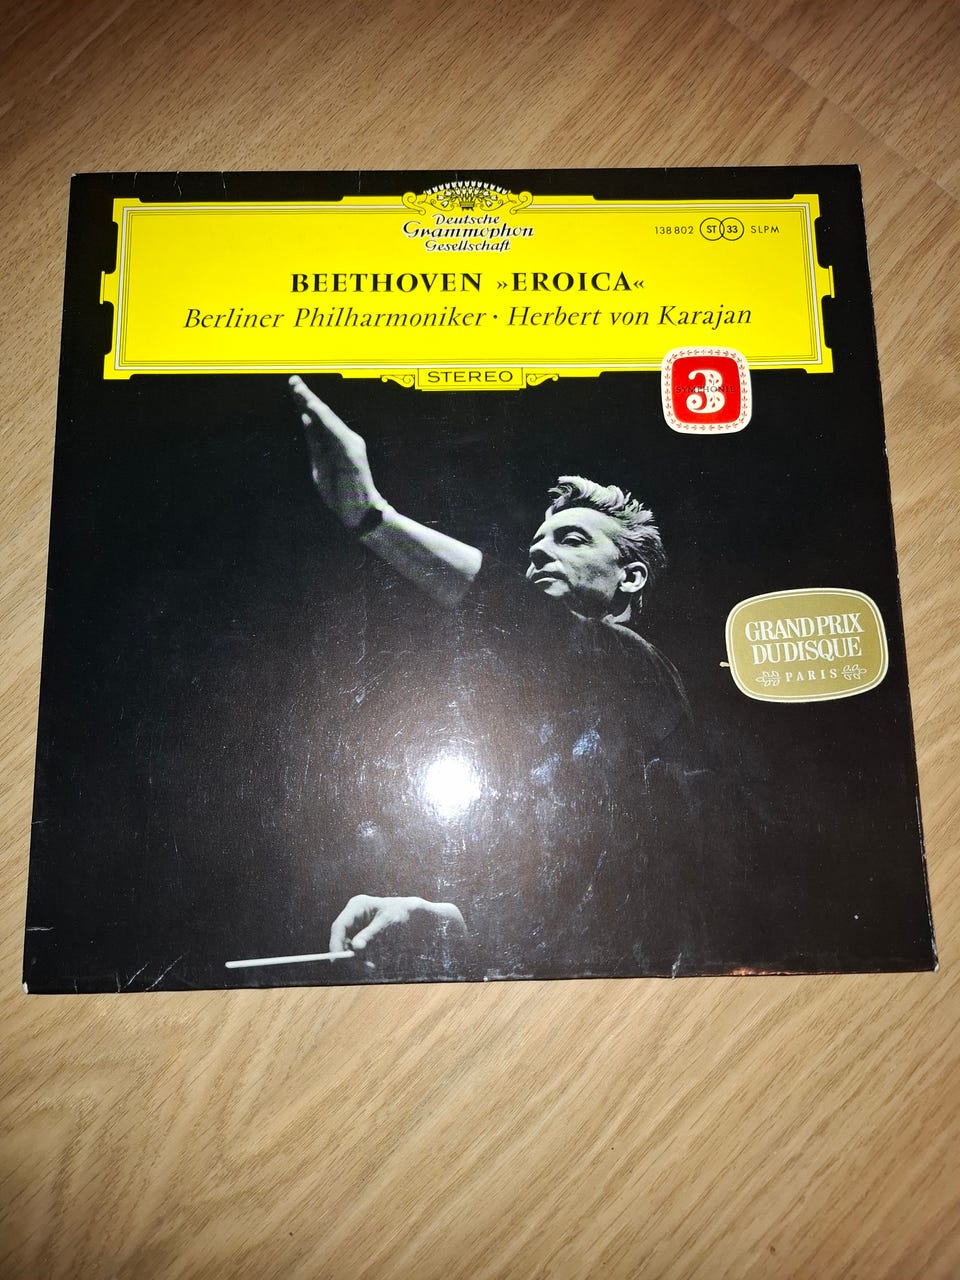 Deutsche
Grammophon
Gesellschaft
138 802 ST 33 SLPM
BEETHOVEN »EROICA«
Berliner Philharmoniker · Herbert von Karajan
STEREO
3
SYMPHONIE
GRAND PRIX
DU DISQUE
PARIS